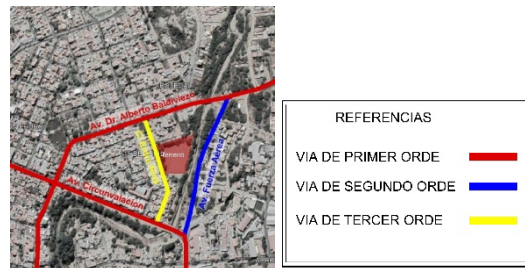 Av. Dr. Alberto Baldiviezo
Terreno
Av. Fuerza Aerea
Av. Circunvalacion
REFERENCIAS
VIA DE PRIMER ORDE
VIA DE SEGUNDO ORDE
VIA DE TERCER ORDE